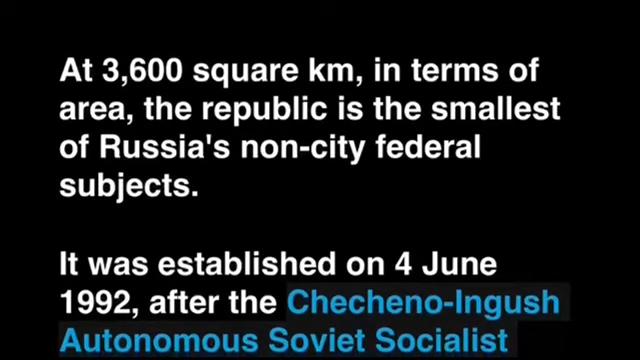 At 3,600 square km, in terms of
area, the republic is the smallest
of Russia's non-city federal
subjects.
It was established on 4 June
1992, after the Checheno-Ingush
Autonomous Soviet Socialist